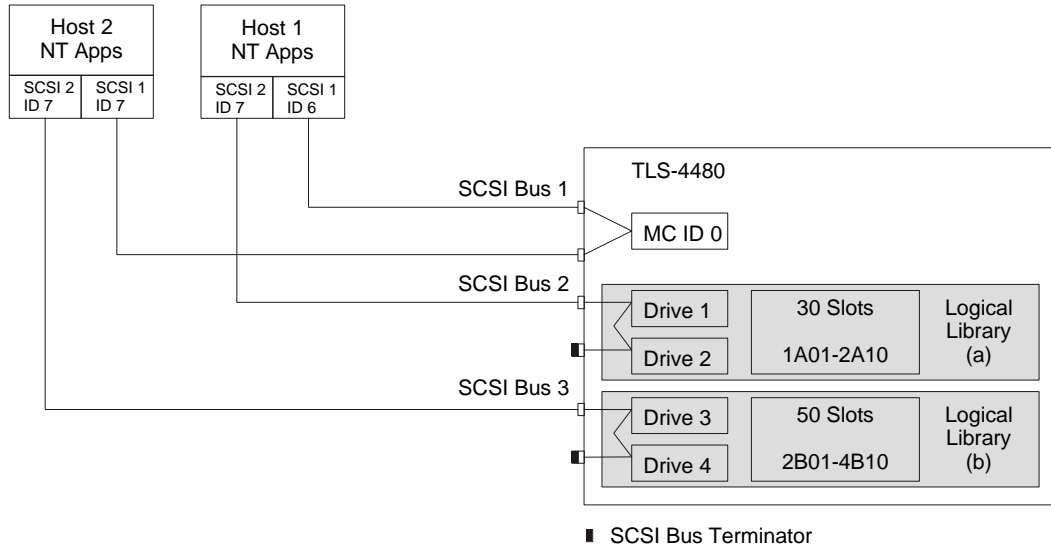 Host 2
NT Apps
SCSI 2
ID 7
SCSI 1
ID 7
Host 1
NT Apps
SCSI 2
ID 7
SCSI 1
ID 6
TLS-4480
SCSI Bus 1
MC ID 0
SCSI Bus 2
Drive 1
Drive 2
30 Slots
1A01-2A10
Logical
Library
(a)
SCSI Bus 3
Drive 3
Drive 4
50 Slots
2B01-4B10
Logical
Library
(b)
SCSI Bus Terminator